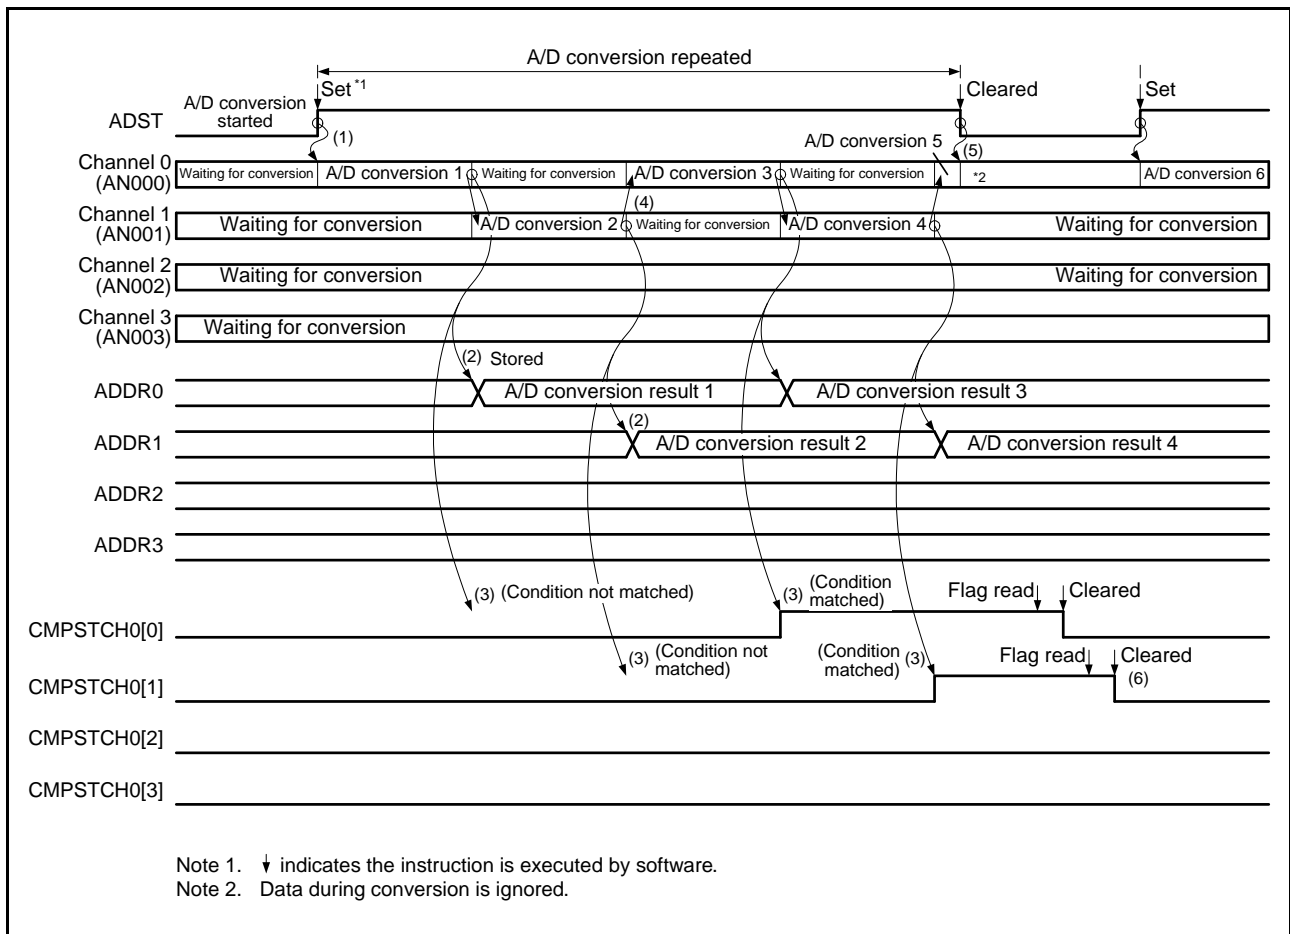 A/D conversion repeated
Set *1
Cleared
Set
A/D conversion
started
ADST
(1)
A/D conversion 5
(5)
Channel 0
(AN000)
Waiting for conversion
A/D conversion 1
Waiting for conversion
A/D conversion 3
Waiting for conversion
*2
A/D conversion 6
(4)
Channel 1
(AN001)
Waiting for conversion
A/D conversion 2
Waiting for conversion
A/D conversion 4
Waiting for conversion
Channel 2
(AN002)
Waiting for conversion
Waiting for conversion
Channel 3
(AN003)
Waiting for conversion
(2) Stored
ADDR0
A/D conversion result 1
A/D conversion result 3
(2)
ADDR1
A/D conversion result 2
A/D conversion result 4
ADDR2
ADDR3
(3) (Condition not matched)
(3) (Condition
matched)
Flag read
Cleared
CMPSTCH0[0]
(3) (Condition not
matched)
(Condition
matched) (3)
Flag read
Cleared
(6)
CMPSTCH0[1]
CMPSTCH0[2]
CMPSTCH0[3]
Note 1. indicates the instruction is executed by software.
Note 2. Data during conversion is ignored.